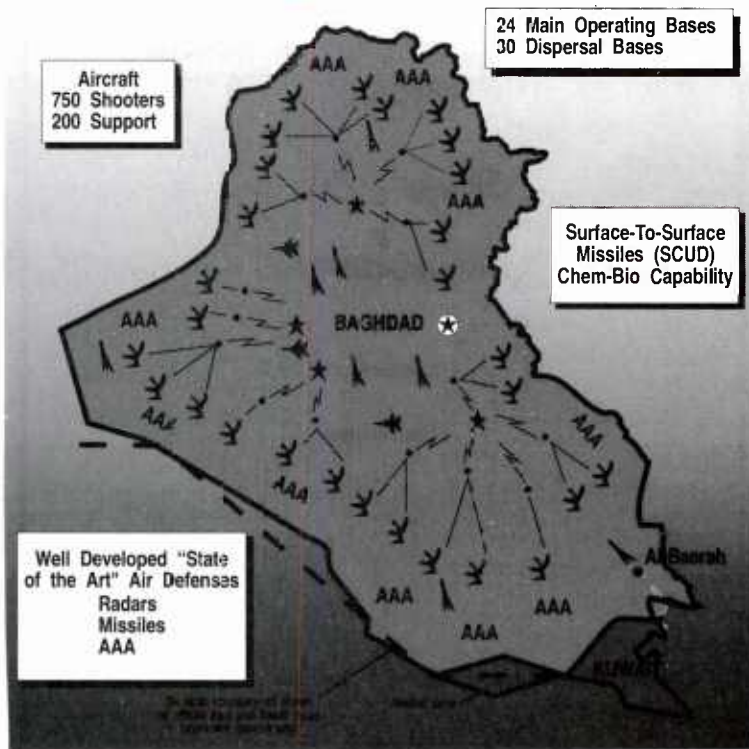 24 Main Operating Bases
30 Dispersal Bases
Aircraft
750 Shooters
200 Support
AAA
AAA
AAA
Surface-To-Surface
Missiles (SCUD)
Chem-Bio Capability
AAA
BAGHDAD
AAA
AAA
AAA
Well Developed "State
of the Art" Air Defenses
Radars
Missiles
AAA
Al Basrah
AAA
AAA
AAA
KUWAIT